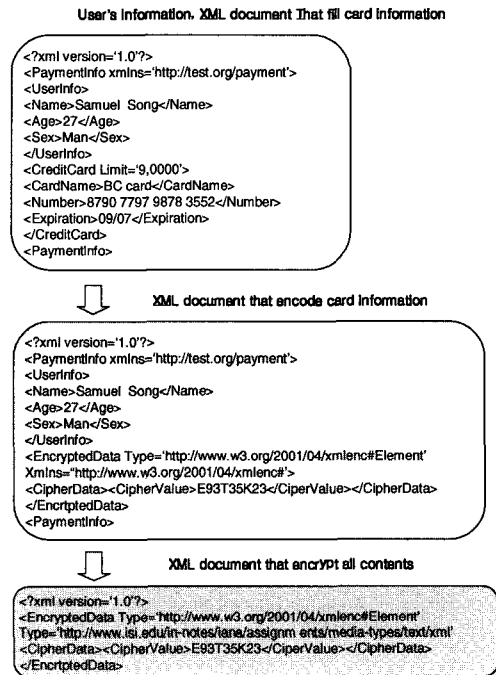 User's Information, XML document That fill card information
<?xml version='1.0'?>
<PaymentInfo xmlns='http://test.org/payment'>
<UserInfo>
<Name>Samuel Song</Name>
<Age>27</Age>
<Sex>Man</Sex>
</UserInfo>
<CreditCard Limit='9,0000'>
<CardName>BC card</CardName>
<Number>8790 7797 9878 3552</Number>
<Expiration>09/07</Expiration>
</CreditCard>
<PaymentInfo>
XML document that encode card information
<?xml version='1.0'?>
<PaymentInfo xmlns='http://test.org/payment'>
<UserInfo>
<Name>Samuel Song</Name>
<Age>27</Age>
<Sex>Man</Sex>
</UserInfo>
<EncryptedData Type='http://www.w3.org/2001/04/xmlenc#Element'
Xmlns="http://www.w3.org/2001/04/xmlenc#'>
<CipherData><CipherValue>E93T35K23</CiperValue></CipherData>
</EncrtptedData>
<PaymentInfo>
XML document that encrypt all contents
<?xml version='1.0'?>
<EncryptedData Type='http://www.w3.org/2001/04/xmlenc#Element'
Type='http://www.isi.edu/in-notes/iana/assignm ents/media-types/text/xml'
<CipherData><CipherValue>E93T35K23</CiperValue></CipherData>
</EncrtptedData>